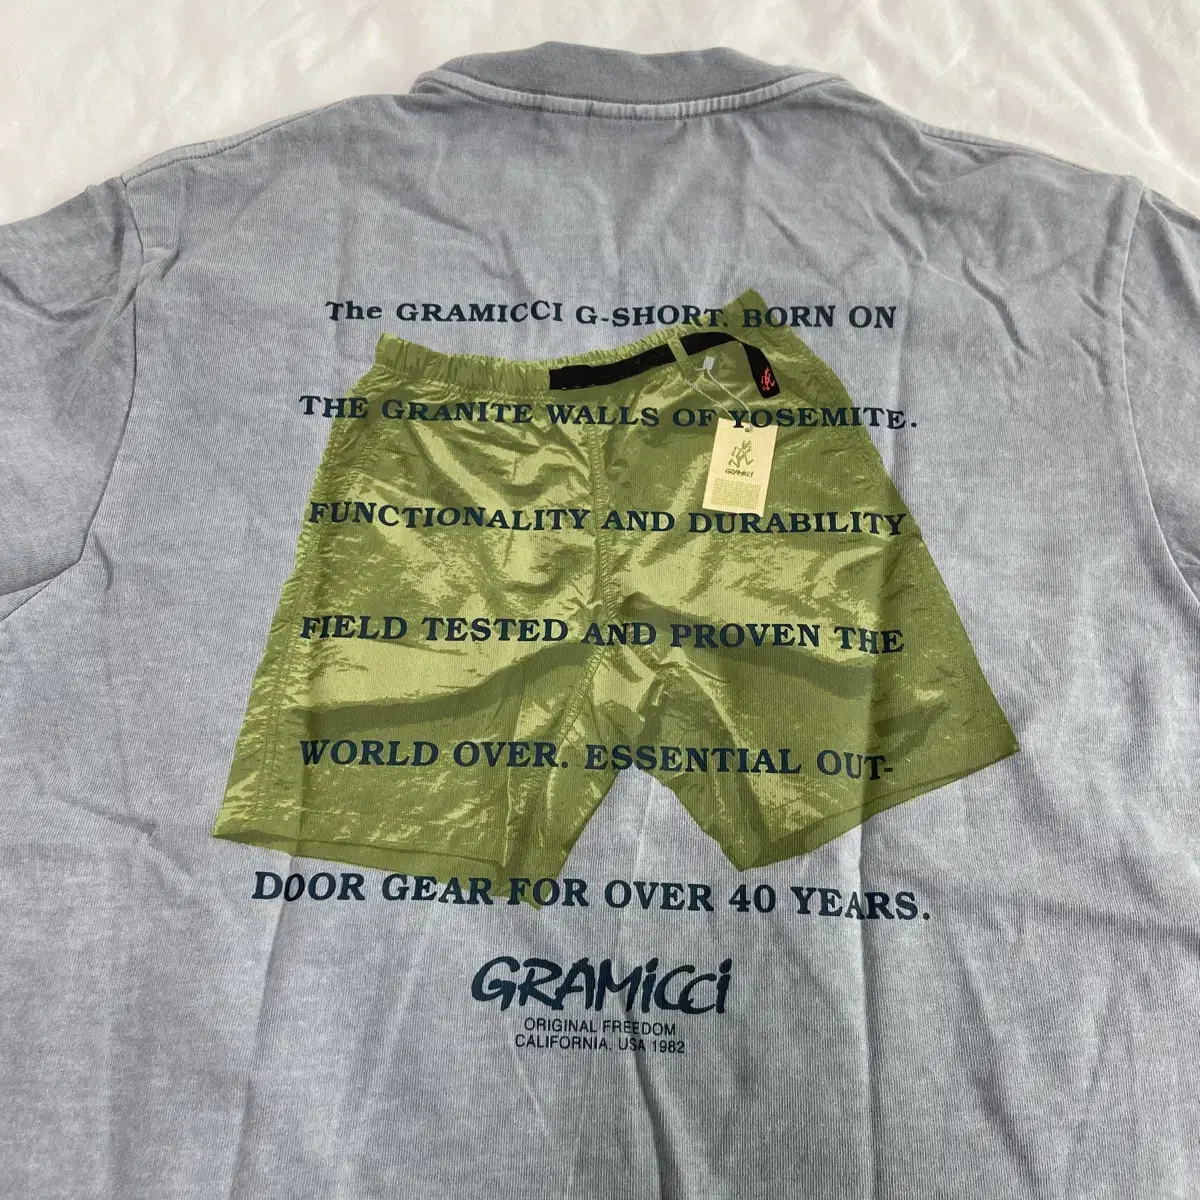 The GRAMICCI G-SHORT. BORN ON
THE GRANITE WALLS OF YOSEMITE.
GRAMiCCi
FUNCTIONALITY AND DURABILITY
FIELD TESTED AND PROVEN THE
WORLD OVER. ESSENTIAL OUT-
DOOR GEAR FOR OVER 40 YEARS.
GRAMiCCi
ORIGINAL FREEDOM
CALIFORNIA, USA 1982